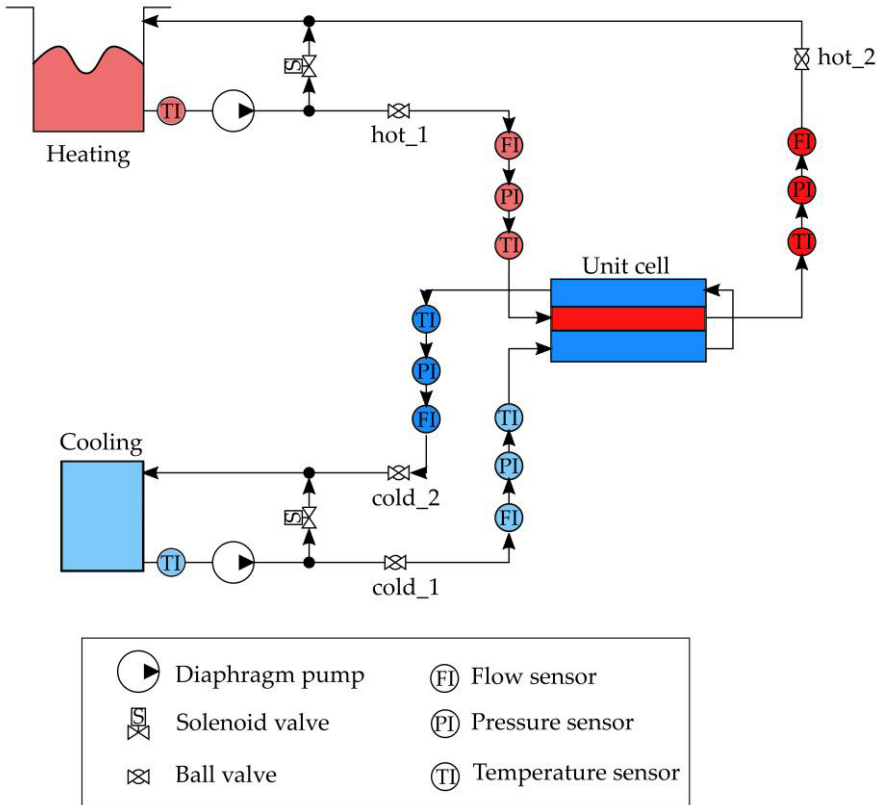 S
hot_2
TI
Heating
hot_1
FI
PI
TI
FI
PI
TI
Unit cell
TI
PI
FI
Cooling
cold_2
TI
PI
FI
S
TI
cold_1
Diaphragm pump
FI Flow sensor
S Solenoid valve
PI Pressure sensor
Ball valve
TI Temperature sensor